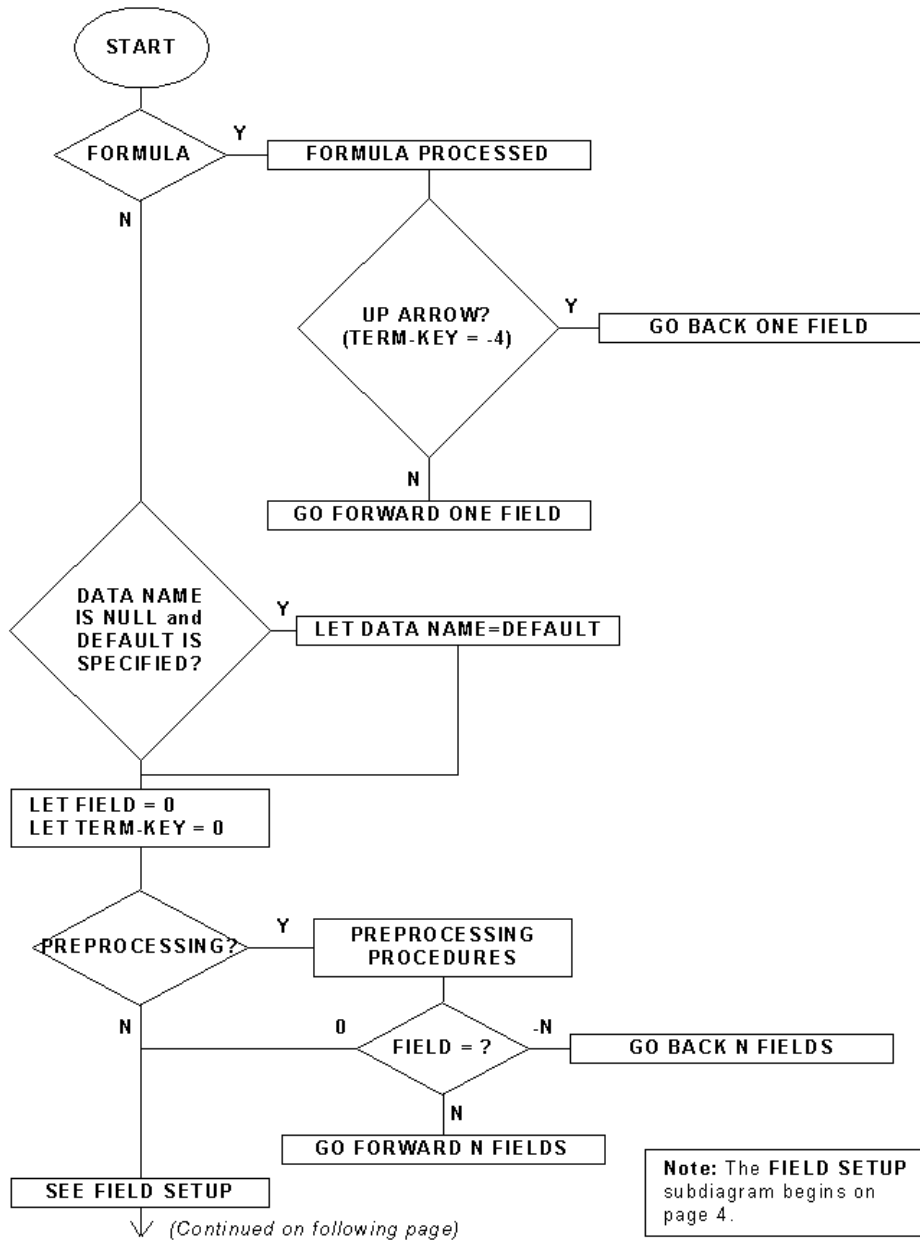 START
FORMULA
Y
FORMULA PROCESSED
N
UP ARROW?
(TERM-KEY = -4)
Y
GO BACK ONE FIELD
N
GO FORWARD ONE FIELD
DATA NAME
IS NULL and
DEFAULT IS
SPECIFIED?
Y
LET DATA NAME=DEFAULT
LET FIELD = 0
LET TERM-KEY = 0
PREPROCESSING?
Y
PREPROCESSING
PROCEDURES
N
0
FIELD = ?
-N
GO BACK N FIELDS
N
GO FORWARD N FIELDS
SEE FIELD SETUP
(Continued on following page)
Note: The FIELD SETUP
subdiagram begins on
page 4.